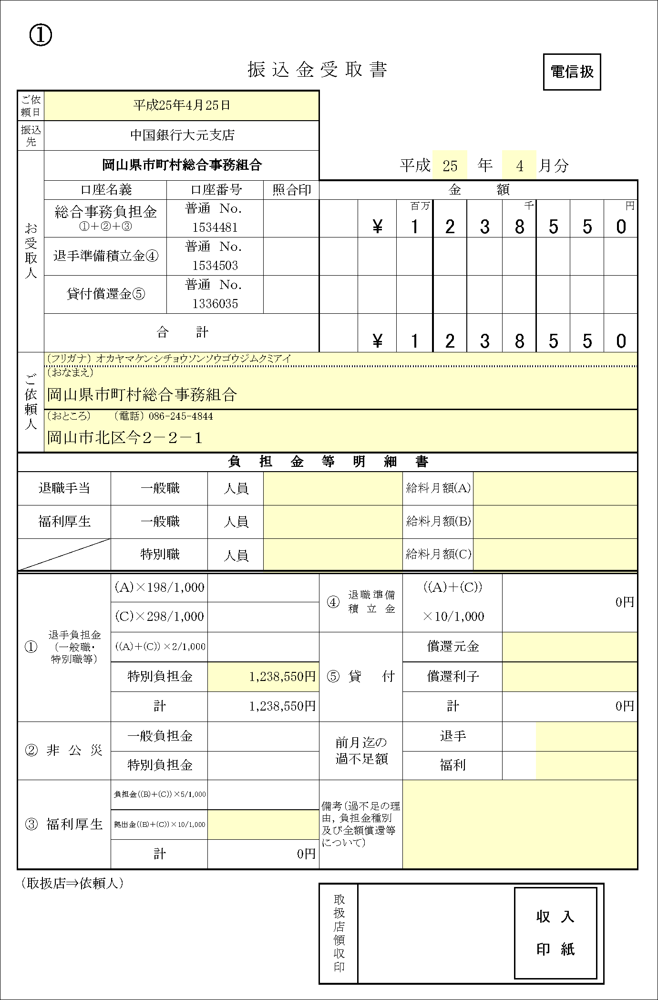 ①
振込金受取書
電信扱
ご依頼日
平成25年4月25日
振込先
中国銀行大元支店
お受取人
岡山県市町村総合事務組合
平成 25 年 4 月分
口座名義 口座番号 照合印 金 額
総合事務負担金
①＋②＋③
普通 No.
1534481
百万 千 円
¥ 1 2 3 8 5 5 0
退手準備積立金④
普通 No.
1534503
貸付償還金⑤
普通 No.
1336035
合 計
¥ 1 2 3 8 5 5 0
ご依頼人
（フリガナ） オカヤマケンシチョウソンソウゴウジムクミアイ
（おなまえ）
岡山県市町村総合事務組合
（おところ） （電話） 086-245-4844
岡山市北区今２－２－１
負担金等明細書
退職手当 一般職 人員 給料月額(A)
福利厚生 一般職 人員 給料月額(B)
特別職 人員 給料月額(C)
① 退手負担金
（一般職・
特別職等）
(A)×198/1,000
(C)×298/1,000
((A)＋(C))×2/1,000
特別負担金 1,238,550円
計 1,238,550円
④ 退職準備
積立金
((A)＋(C))
×10/1,000
0円
⑤ 貸 付
償還元金
償還利子
計 0円
② 非公災
一般負担金
特別負担金
前月迄の
過不足額
退手
福利
③ 福利厚生
負担金((B)＋(C))×5/1,000
拠出金((B)＋(C))×10/1,000
計 0円
備考（過不足の理
由，負担金種別
及び全額償還等
について）
（取扱店⇒依頼人）
取扱店領収印
収入
印紙